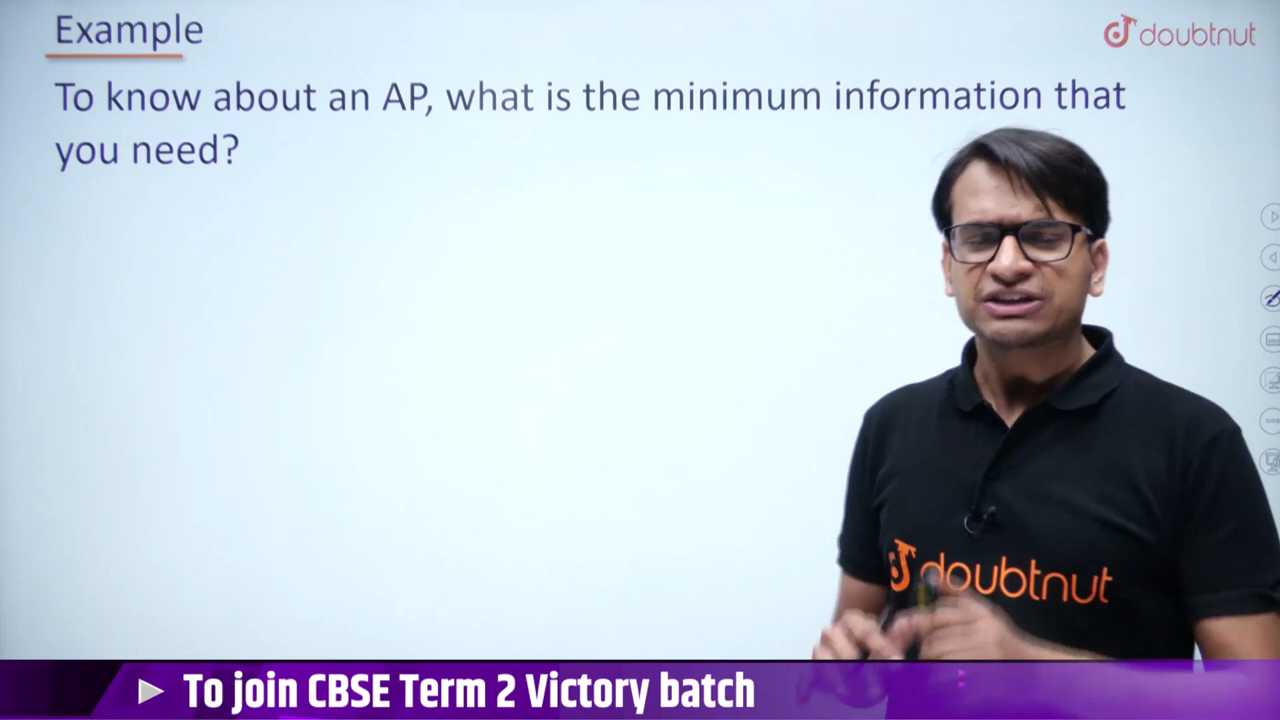 Example
doubtnut
To know about an AP, what is the minimum information that
you need?
doubtnut
To join CBSE Term 2 Victory batch